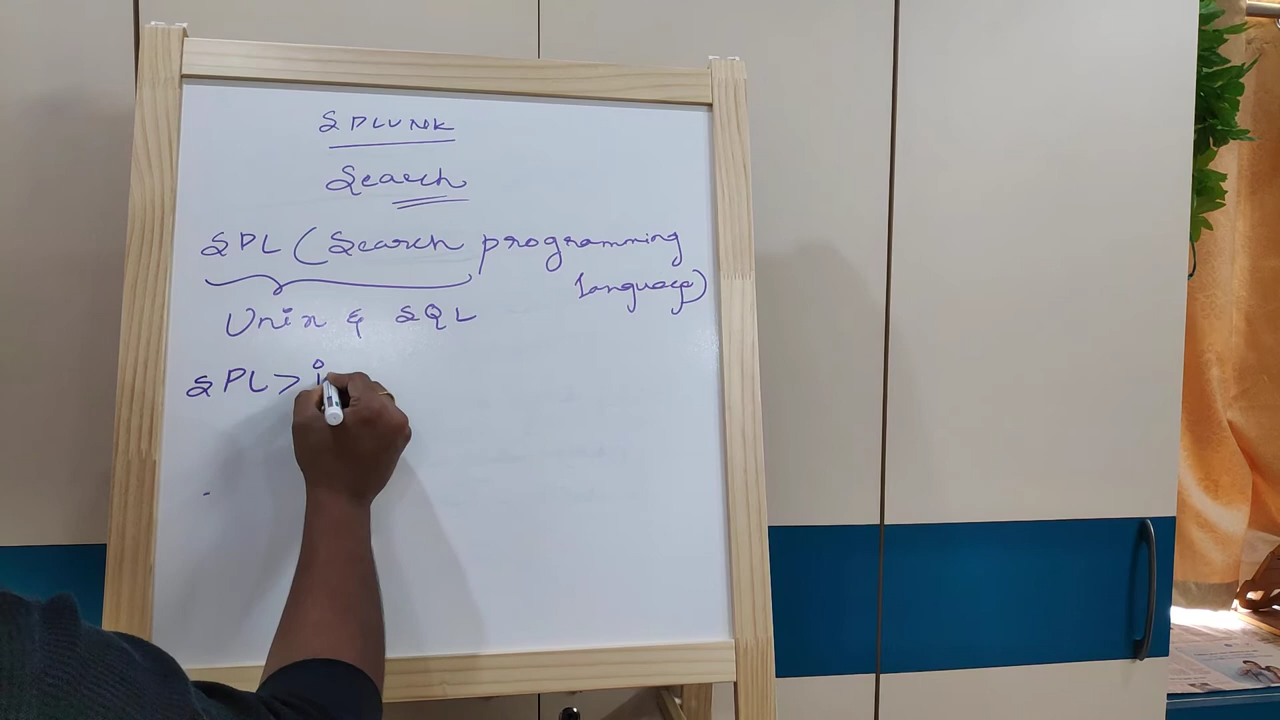 SPLUNK
Search
SPL (Search programming
language)
Unix & SQL
SPL > i